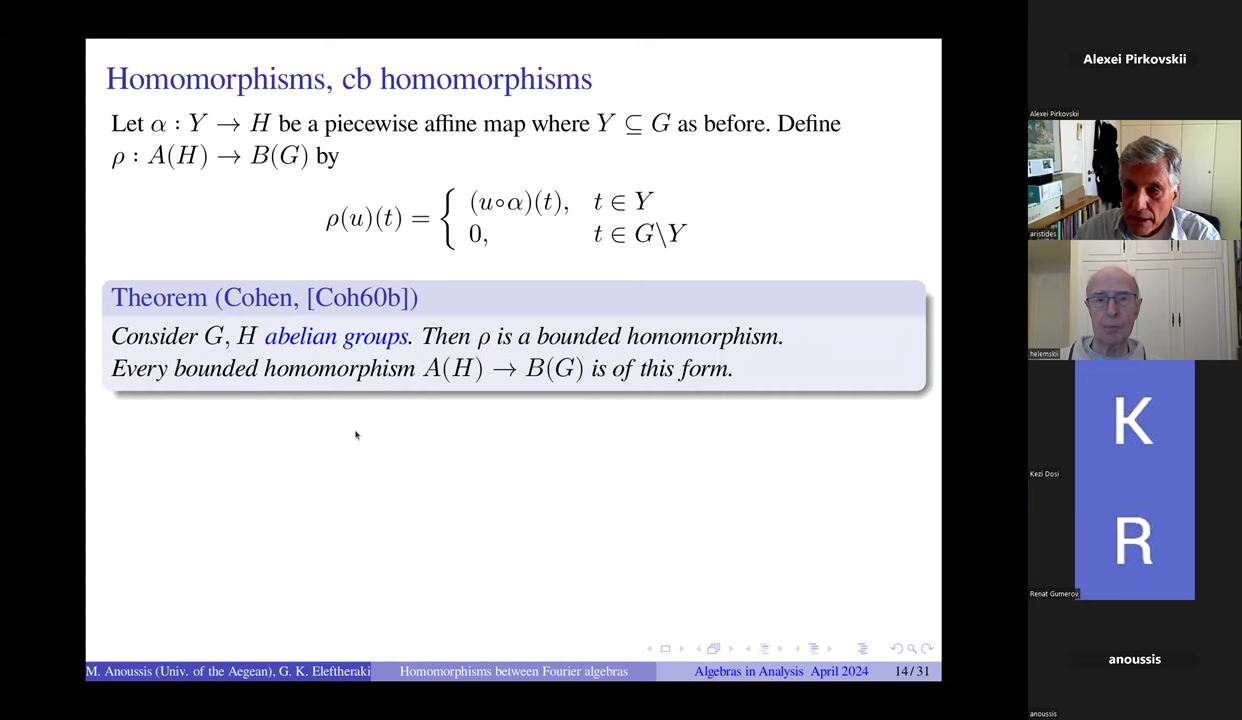 Homomorphisms, cb homomorphisms
Let α : Y → H be a piecewise affine map where Y ⊆ G as before. Define
ρ : A(H) → B(G) by
ρ(u)(t) = { (u∘α)(t), t ∈ Y
0, t ∈ G\Y
Theorem (Cohen, [Coh60b])
Consider G, H abelian groups. Then ρ is a bounded homomorphism.
Every bounded homomorphism A(H) → B(G) is of this form.
M. Anoussis (Univ. of the Aegean), G. K. Eleftheraki
Homomorphisms between Fourier algebras
Algebras in Analysis April 2024
14/31
Alexei Pirkovskii
Alexei Pirkovskii
aristides
helemskii
K
Kezi Dosi
R
Renat Gumerov
anoussis
anoussis